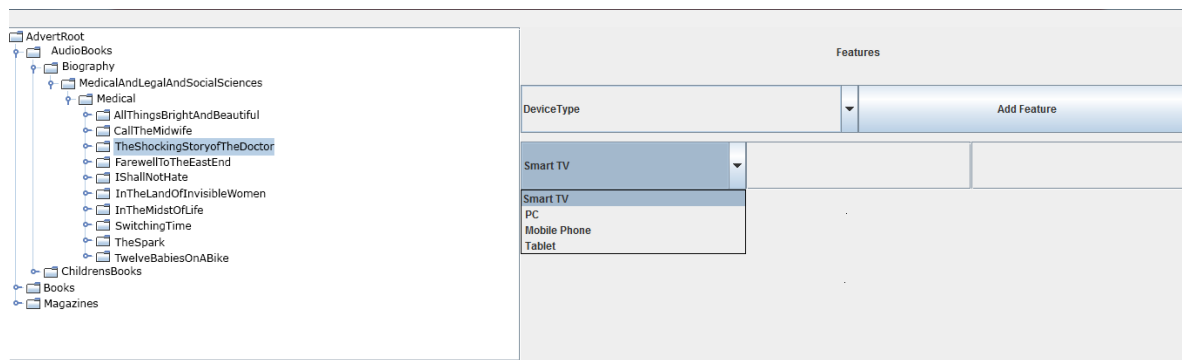 AdvertRoot
AudioBooks
Biography
MedicalAndLegalAndSocialSciences
Medical
AllThingsBrightAndBeautiful
CallTheMidwife
TheShockingStoryofTheDoctor
FarewellToTheEastEnd
IShallNotHate
InTheLandOfInvisibleWomen
InTheMidstOfLife
SwitchingTime
TheSpark
TwelveBabiesOnABike
ChildrensBooks
Books
Magazines
Features
DeviceType
Add Feature
Smart TV
Smart TV
PC
Mobile Phone
Tablet